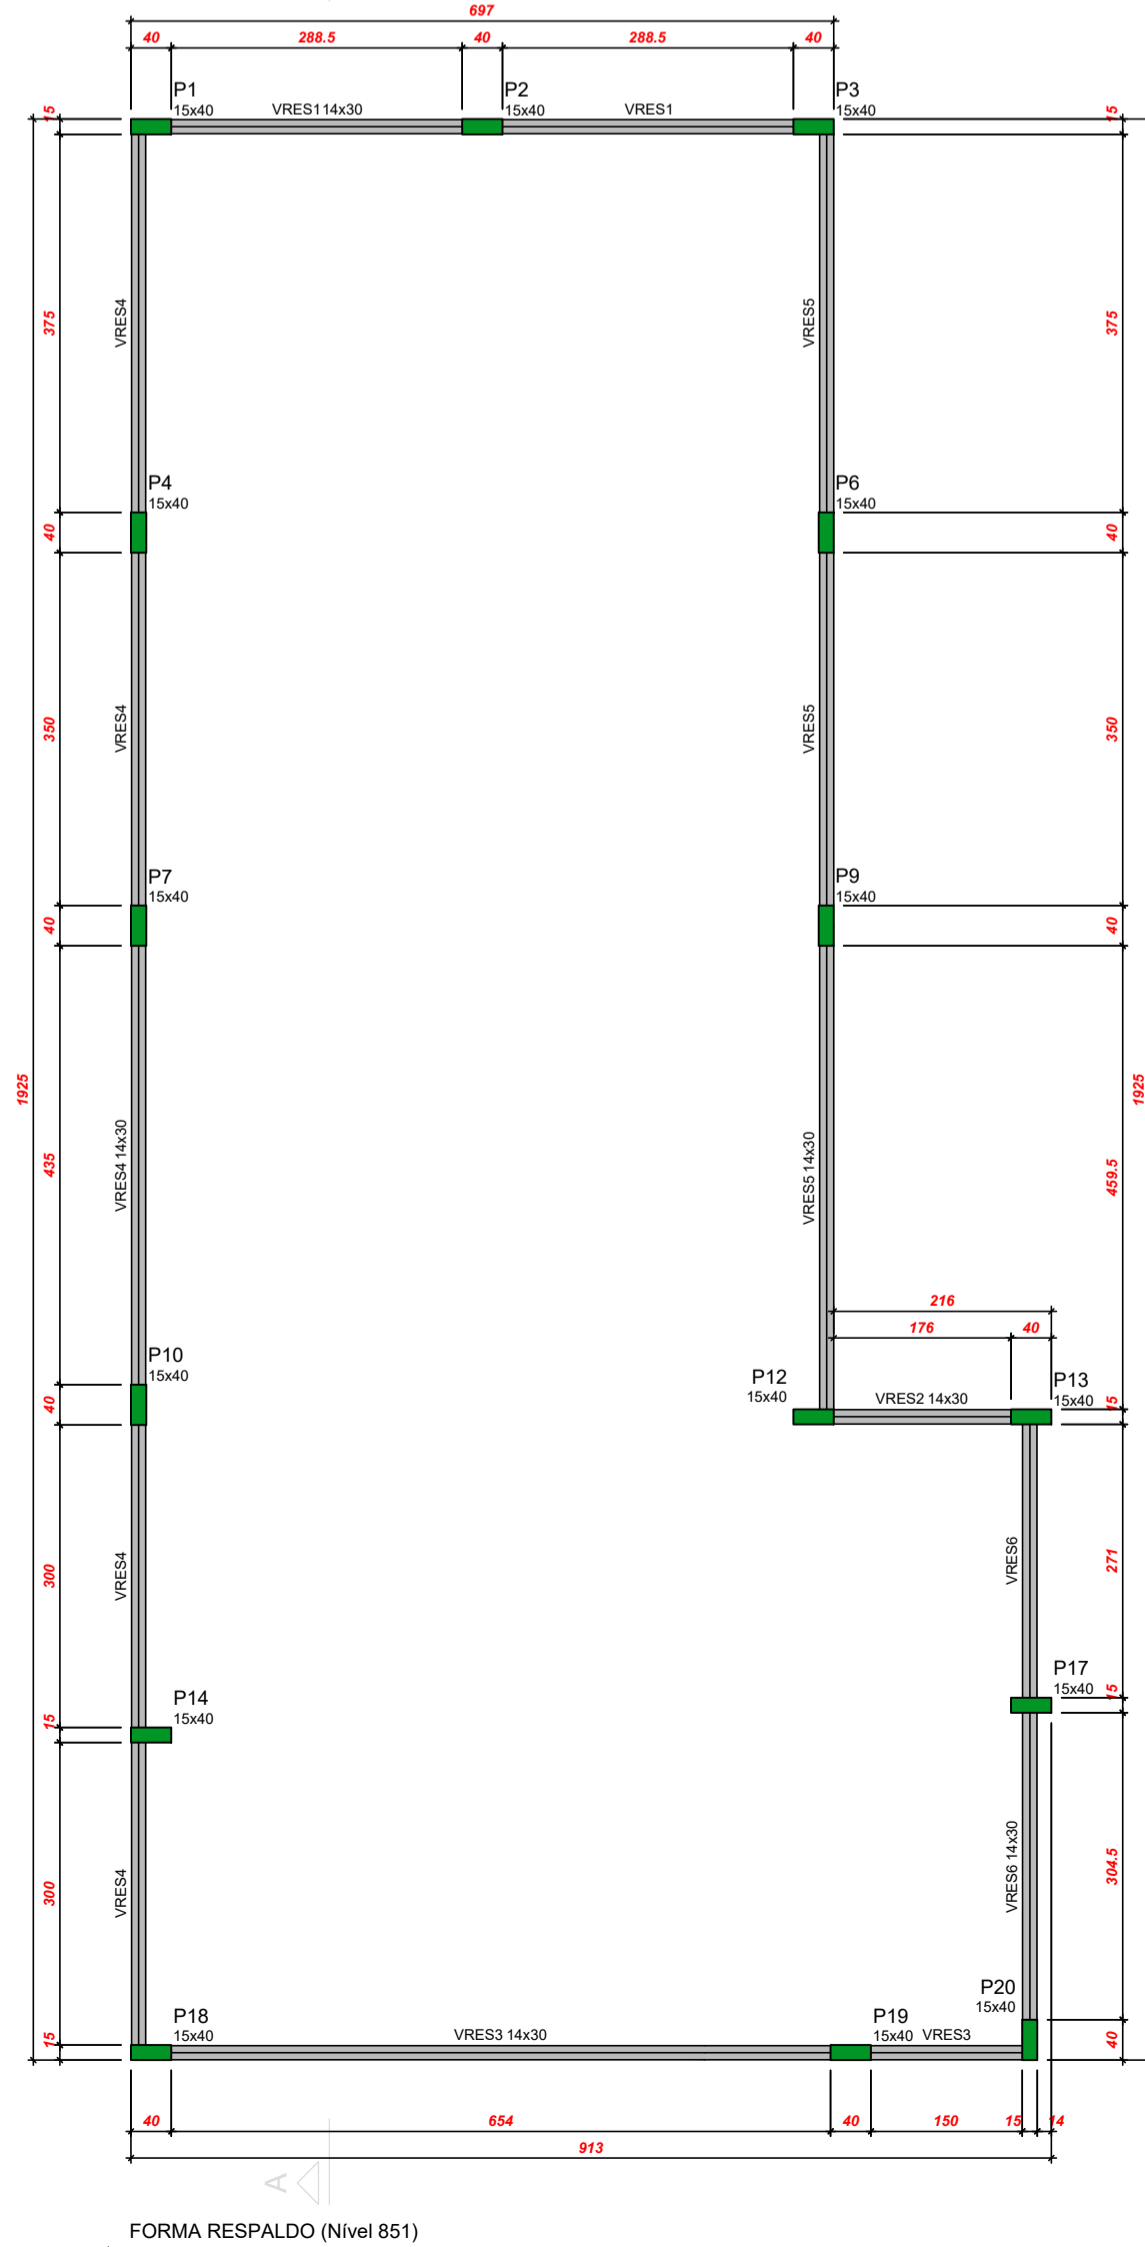 697
40 288.5 40 288.5 40
P1 P2 P3
15x40 VRES1 14x30 15x40 VRES1 15x40
15 15
375 VRES4 VRES5 375
P4 P6
15x40 15x40
40 40
350 VRES4 VRES5 350
P7 P9
15x40 15x40
40 40
1925 1925
435 VRES4 14x30 VRES5 14x30 459.5
216
176 40
P10 P12 P13
15x40 15x40 VRES2 14x30 15x40
40 15
300 VRES4 VRES6 271
P14 P17
15x40 15x40
15 15
300 VRES4 VRES6 14x30 304.5
P20
15x40
P18 P19
15x40 VRES3 14x30 15x40 VRES3
15 40
40 654 40 150 15 14
913
A
FORMA RESPALDO (Nível 851)